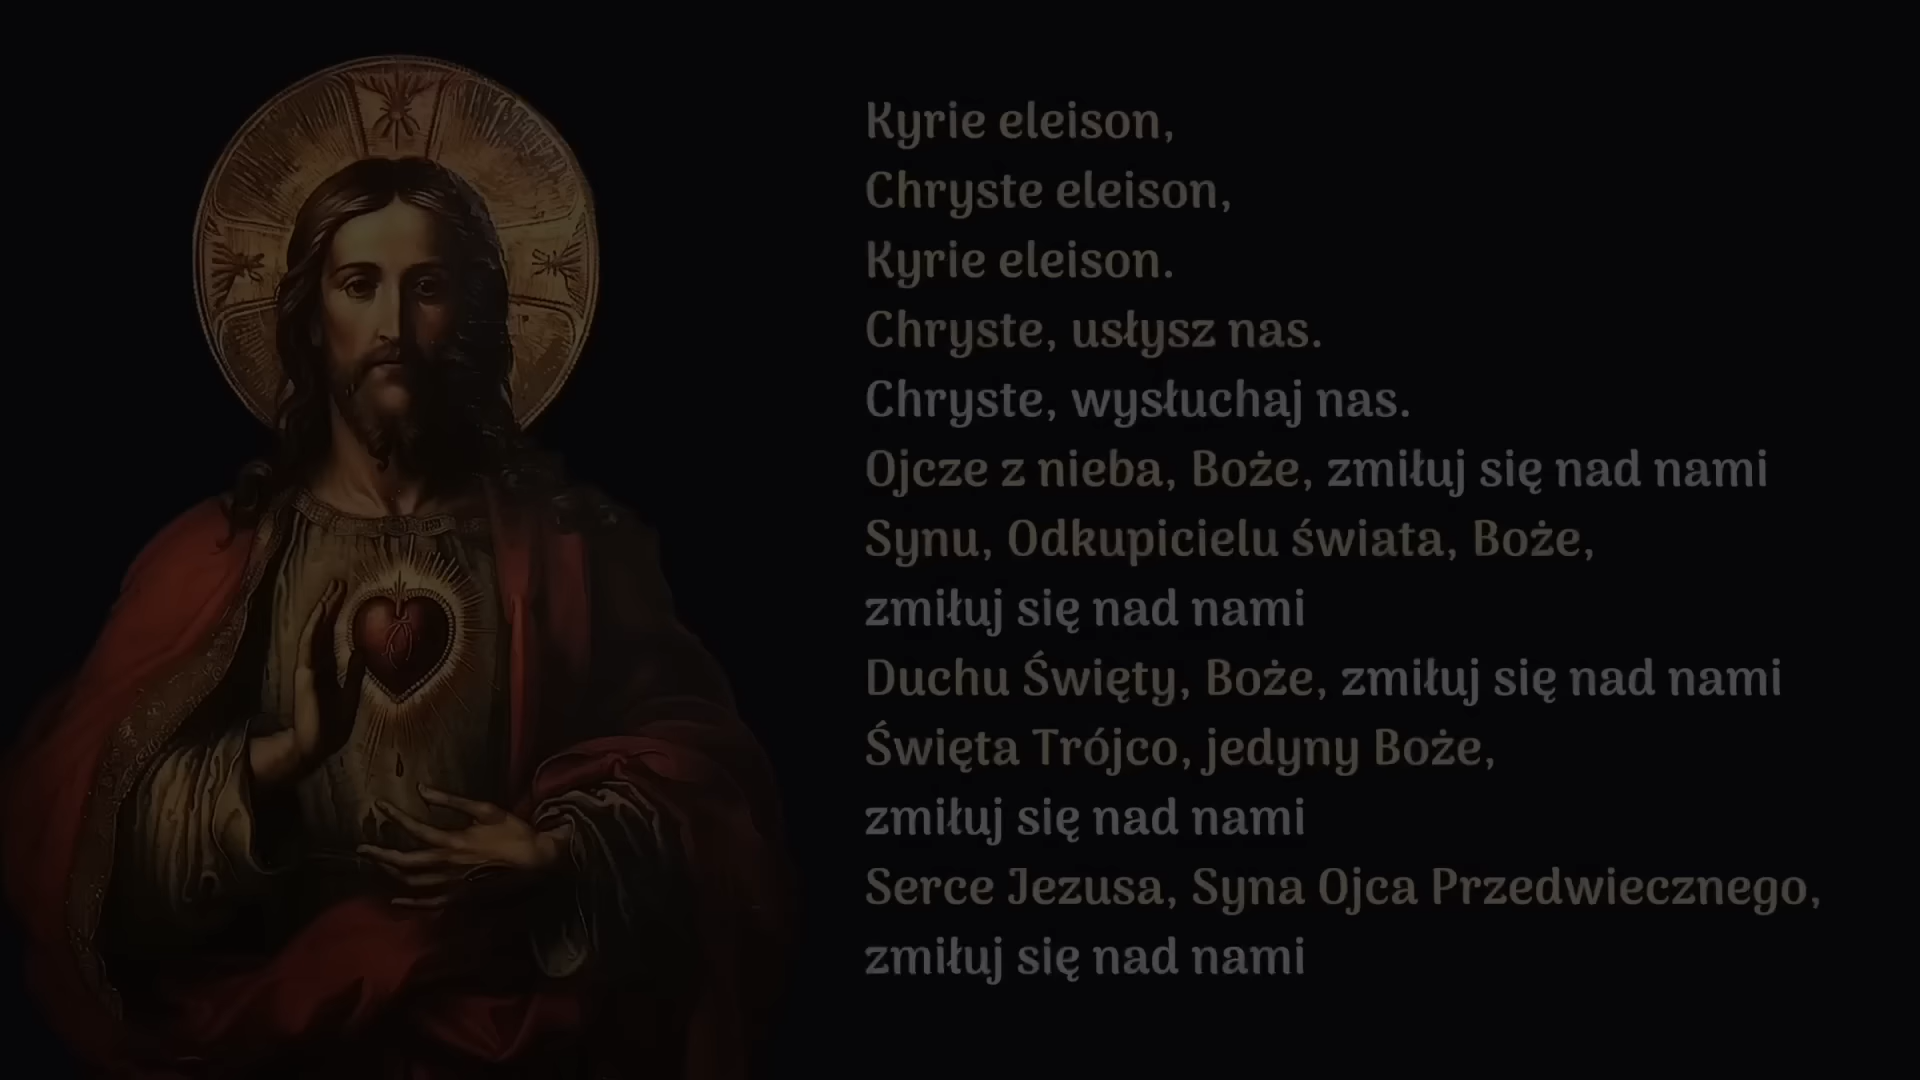 Kyrie eleison,
Chryste eleison,
Kyrie eleison.
Chryste, usłysz nas.
Chryste, wysłuchaj nas.
Ojcze z nieba, Boże, zmiłuj się nad nami
Synu, Odkupicielu świata, Boże,
zmiłuj się nad nami
Duchu Święty, Boże, zmiłuj się nad nami
Święta Trójco, jedyny Boże,
zmiłuj się nad nami
Serce Jezusa, Syna Ojca Przedwiecznego,
zmiłuj się nad nami